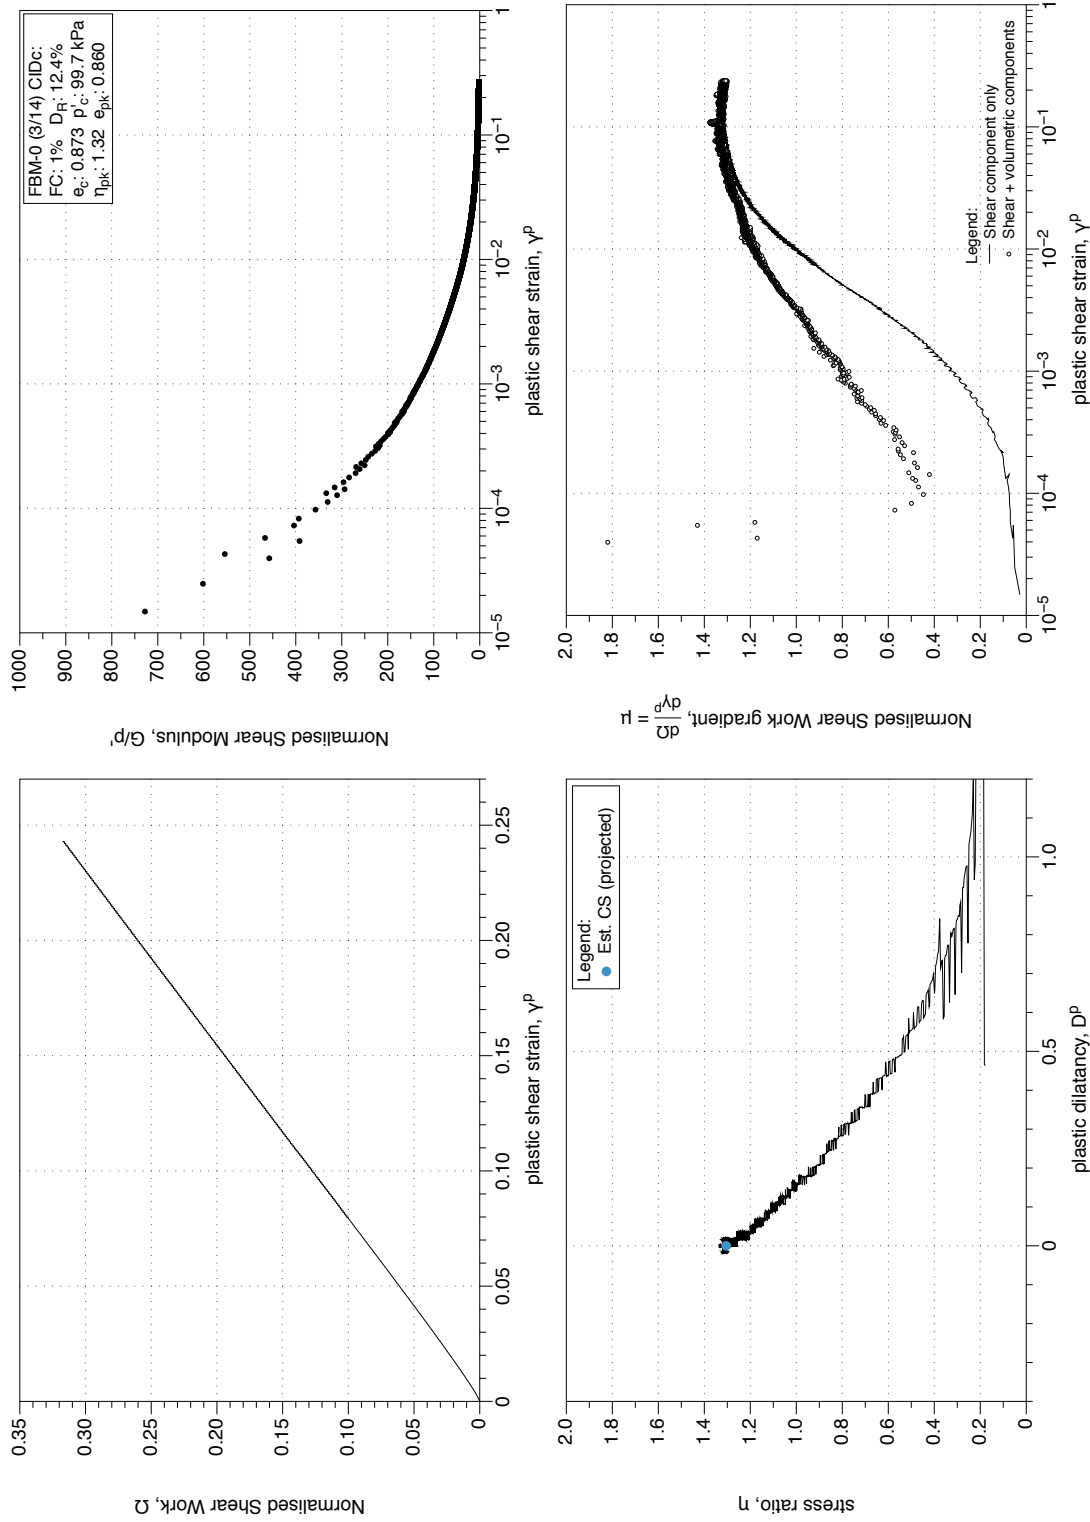 0.35
0.30
0.25
0.20
0.15
0.10
0.05
0
Normalised Shear Work, Ω
0 0.05 0.10 0.15 0.20 0.25
plastic shear strain, γᵖ
1000
900
800
700
600
500
400
300
200
100
0
Normalised Shear Modulus, G/p'
10⁻⁵ 10⁻⁴ 10⁻³ 10⁻² 10⁻¹ 1
plastic shear strain, γᵖ
FBM-0 (3/14) CIDc:
FC: 1% D_R: 12.4%
e_c: 0.873 p'_c: 99.7 kPa
η_pk: 1.32 e_pk: 0.860
2.0
1.8
1.6
1.4
1.2
1.0
0.8
0.6
0.4
0.2
0
stress ratio, η
0 0.5 1.0
plastic dilatancy, Dᵖ
Legend:
Est. CS (projected)
2.0
1.8
1.6
1.4
1.2
1.0
0.8
0.6
0.4
0.2
0
Normalised Shear Work gradient, dΩ/dγᵖ = μ
10⁻⁵ 10⁻⁴ 10⁻³ 10⁻² 10⁻¹ 1
plastic shear strain, γᵖ
Legend:
Shear component only
Shear + volumetric components